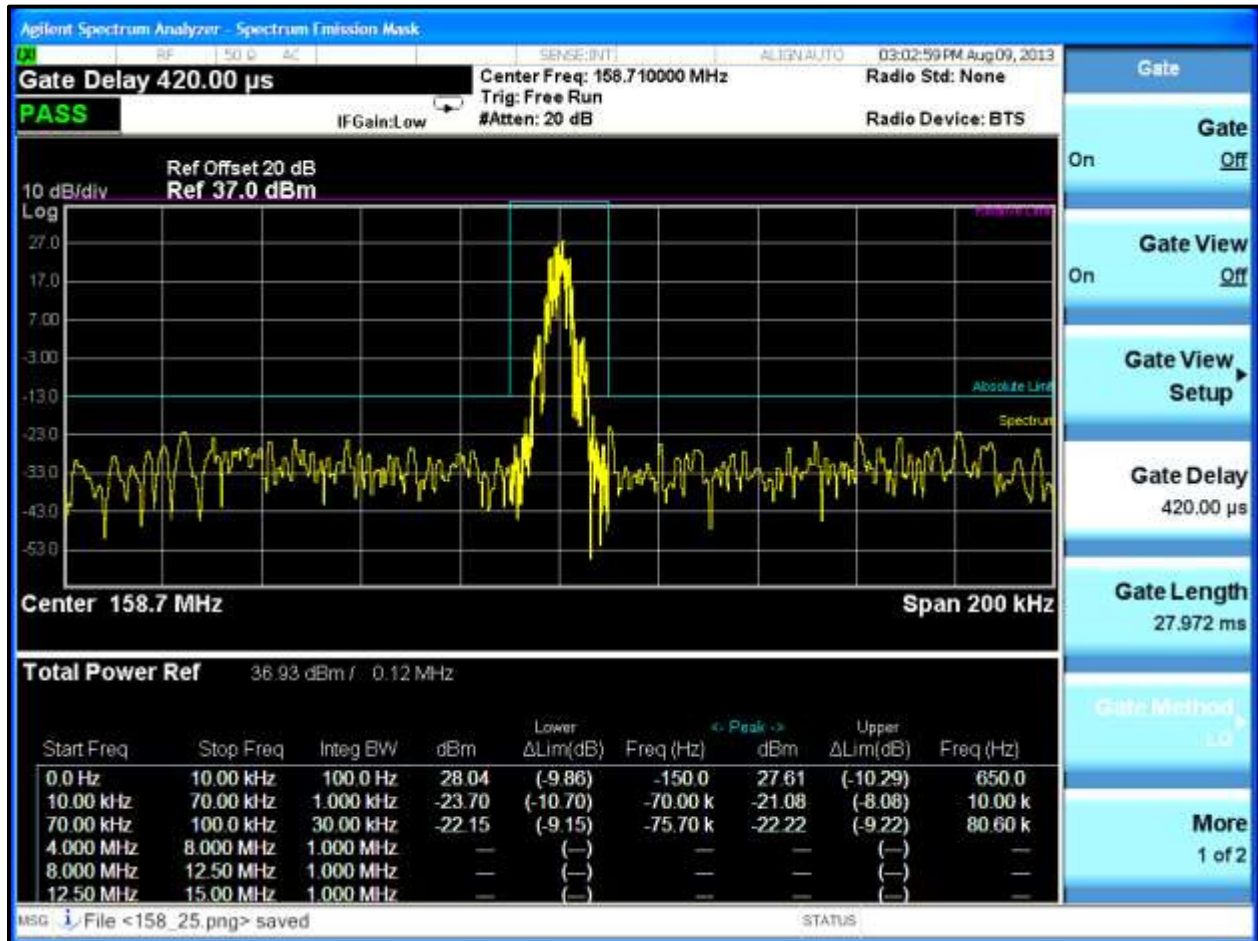 Agilent Spectrum Analyzer - Spectrum Emission Mask
LXI RF 50 Ω AC SENSE:INT ALIGN AUTO 03:02:59 PM Aug 09, 2013
Gate Delay 420.00 µs
Center Freq: 158.710000 MHz
Radio Std: None
Trig: Free Run
PASS
IFGain:Low
#Atten: 20 dB
Radio Device: BTS
Ref Offset 20 dB
10 dB/div Ref 37.0 dBm
Log
Relative Limit
27.0
17.0
7.00
-3.00
-13.0
Absolute Limit
-23.0
Spectrum
-33.0
-43.0
-53.0
Center 158.7 MHz
Span 200 kHz
Total Power Ref 36.93 dBm / 0.12 MHz
Lower <- Peak -> Upper
Start Freq Stop Freq Integ BW dBm ΔLim(dB) Freq (Hz) dBm ΔLim(dB) Freq (Hz)
0.0 Hz 10.00 kHz 100.0 Hz 28.04 (-9.86) -150.0 27.61 (-10.29) 650.0
10.00 kHz 70.00 kHz 1.000 kHz -23.70 (-10.70) -70.00 k -21.08 (-8.08) 10.00 k
70.00 kHz 100.0 kHz 30.00 kHz -22.15 (-9.15) -75.70 k -22.22 (-9.22) 80.60 k
4.000 MHz 8.000 MHz 1.000 MHz --- (---) --- --- (---) ---
8.000 MHz 12.50 MHz 1.000 MHz --- (---) --- --- (---) ---
12.50 MHz 15.00 MHz 1.000 MHz --- (---) --- --- (---) ---
MSG File <158_25.png> saved
STATUS
Gate
Gate
On Off
Gate View
On Off
Gate View
Setup
Gate Delay
420.00 µs
Gate Length
27.972 ms
Gate Method
LO
More
1 of 2